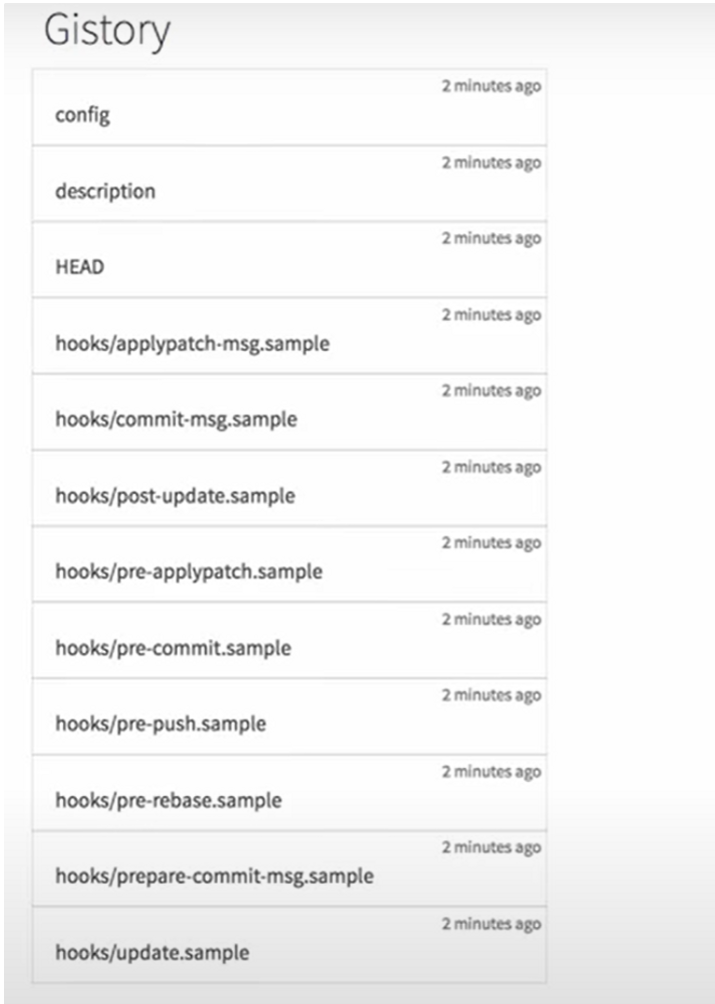 Gistory
2 minutes ago
config
2 minutes ago
description
2 minutes ago
HEAD
2 minutes ago
hooks/applypatch-msg.sample
2 minutes ago
hooks/commit-msg.sample
2 minutes ago
hooks/post-update.sample
2 minutes ago
hooks/pre-applypatch.sample
2 minutes ago
hooks/pre-commit.sample
2 minutes ago
hooks/pre-push.sample
2 minutes ago
hooks/pre-rebase.sample
2 minutes ago
hooks/prepare-commit-msg.sample
2 minutes ago
hooks/update.sample